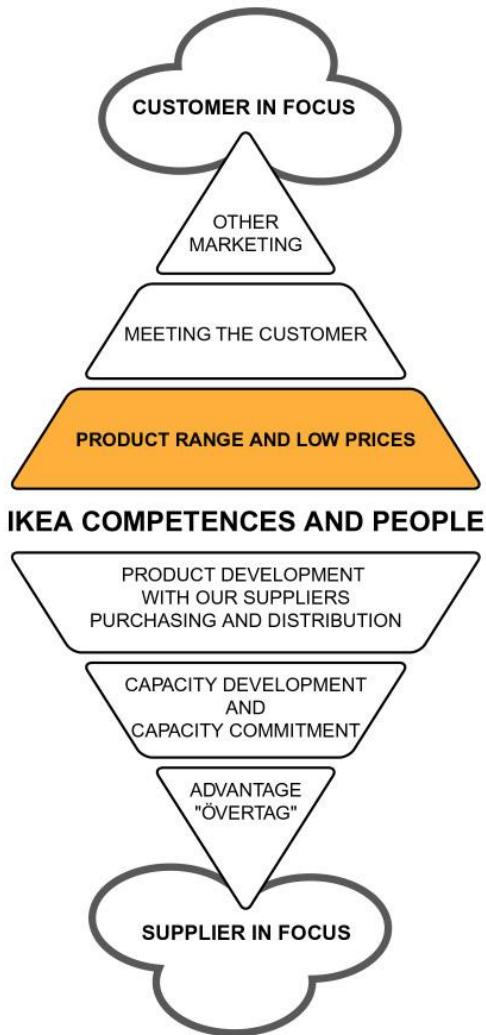 CUSTOMER IN FOCUS
OTHER
MARKETING
MEETING THE CUSTOMER
PRODUCT RANGE AND LOW PRICES
IKEA COMPETENCES AND PEOPLE
PRODUCT DEVELOPMENT
WITH OUR SUPPLIERS
PURCHASING AND DISTRIBUTION
CAPACITY DEVELOPMENT
AND
CAPACITY COMMITMENT
ADVANTAGE
"ÖVERTAG"
SUPPLIER IN FOCUS